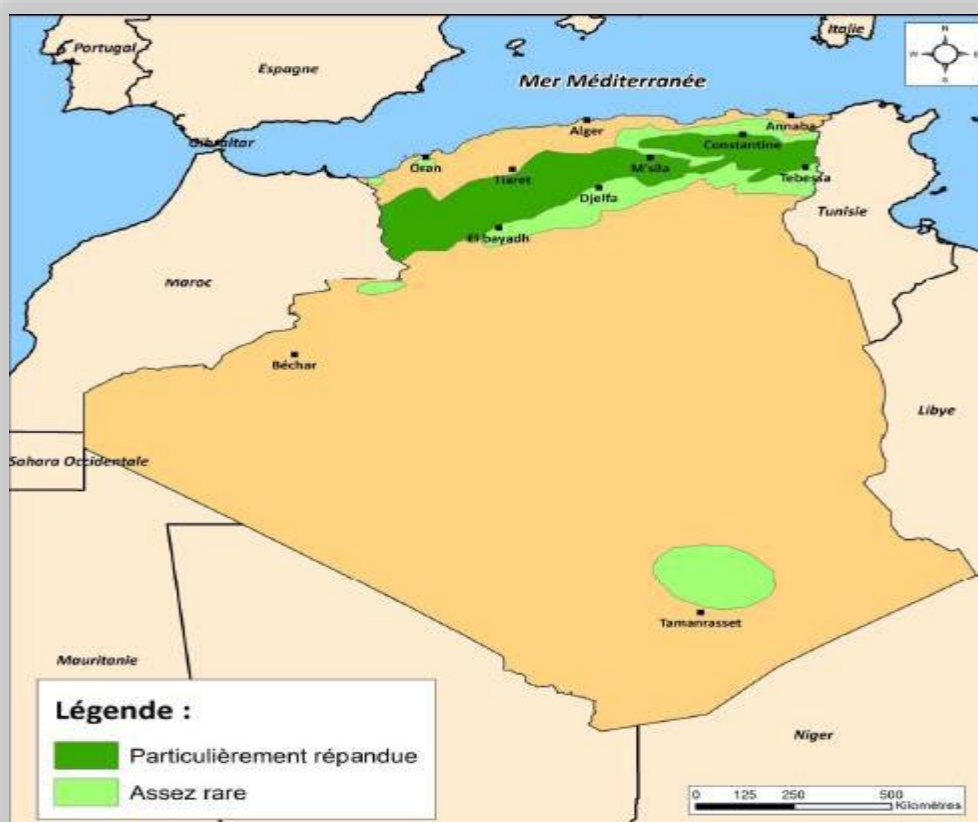 Portugal
Espagne
Italie
N
W
E
S
Mer Méditerranée
Gibraltar
Alger
Annaba
Constantine
Oran
Tiaret
M'sila
Tebessa
Djelfa
El bayadh
Tunisie
Maroc
Béchar
Libye
Sahara Occidentale
Tamanrasset
Mauritanie
Niger
Légende :
Particulièrement répandue
Assez rare
0 125 250 500
Kilomètres